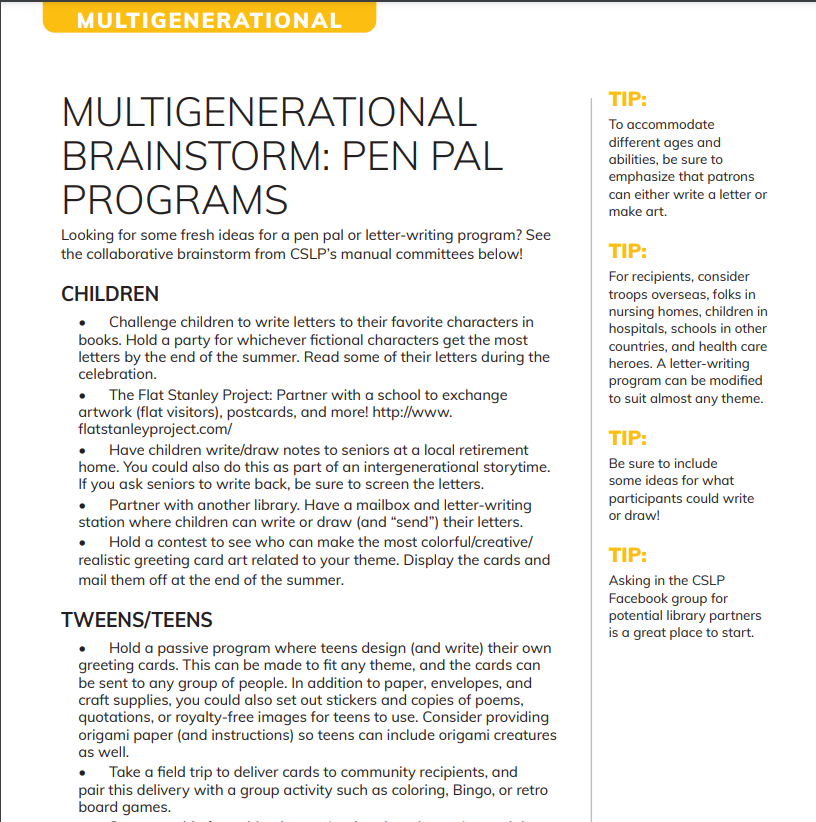 MULTIGENERATIONAL
MULTIGENERATIONAL
BRAINSTORM: PEN PAL
PROGRAMS
Looking for some fresh ideas for a pen pal or letter-writing program? See
the collaborative brainstorm from CSLP’s manual committees below!
CHILDREN
• Challenge children to write letters to their favorite characters in
books. Hold a party for whichever fictional characters get the most
letters by the end of the summer. Read some of their letters during the
celebration.
• The Flat Stanley Project: Partner with a school to exchange
artwork (flat visitors), postcards, and more! http://www.
flatstanleyproject.com/
• Have children write/draw notes to seniors at a local retirement
home. You could also do this as part of an intergenerational storytime.
If you ask seniors to write back, be sure to screen the letters.
• Partner with another library. Have a mailbox and letter-writing
station where children can write or draw (and “send”) their letters.
• Hold a contest to see who can make the most colorful/creative/
realistic greeting card art related to your theme. Display the cards and
mail them off at the end of the summer.
TWEENS/TEENS
• Hold a passive program where teens design (and write) their own
greeting cards. This can be made to fit any theme, and the cards can
be sent to any group of people. In addition to paper, envelopes, and
craft supplies, you could also set out stickers and copies of poems,
quotations, or royalty-free images for teens to use. Consider providing
origami paper (and instructions) so teens can include origami creatures
as well.
• Take a field trip to deliver cards to community recipients, and
pair this delivery with a group activity such as coloring, Bingo, or retro
board games.
TIP:
To accommodate
different ages and
abilities, be sure to
emphasize that patrons
can either write a letter or
make art.
TIP:
For recipients, consider
troops overseas, folks in
nursing homes, children in
hospitals, schools in other
countries, and health care
heroes. A letter-writing
program can be modified
to suit almost any theme.
TIP:
Be sure to include
some ideas for what
participants could write
or draw!
TIP:
Asking in the CSLP
Facebook group for
potential library partners
is a great place to start.